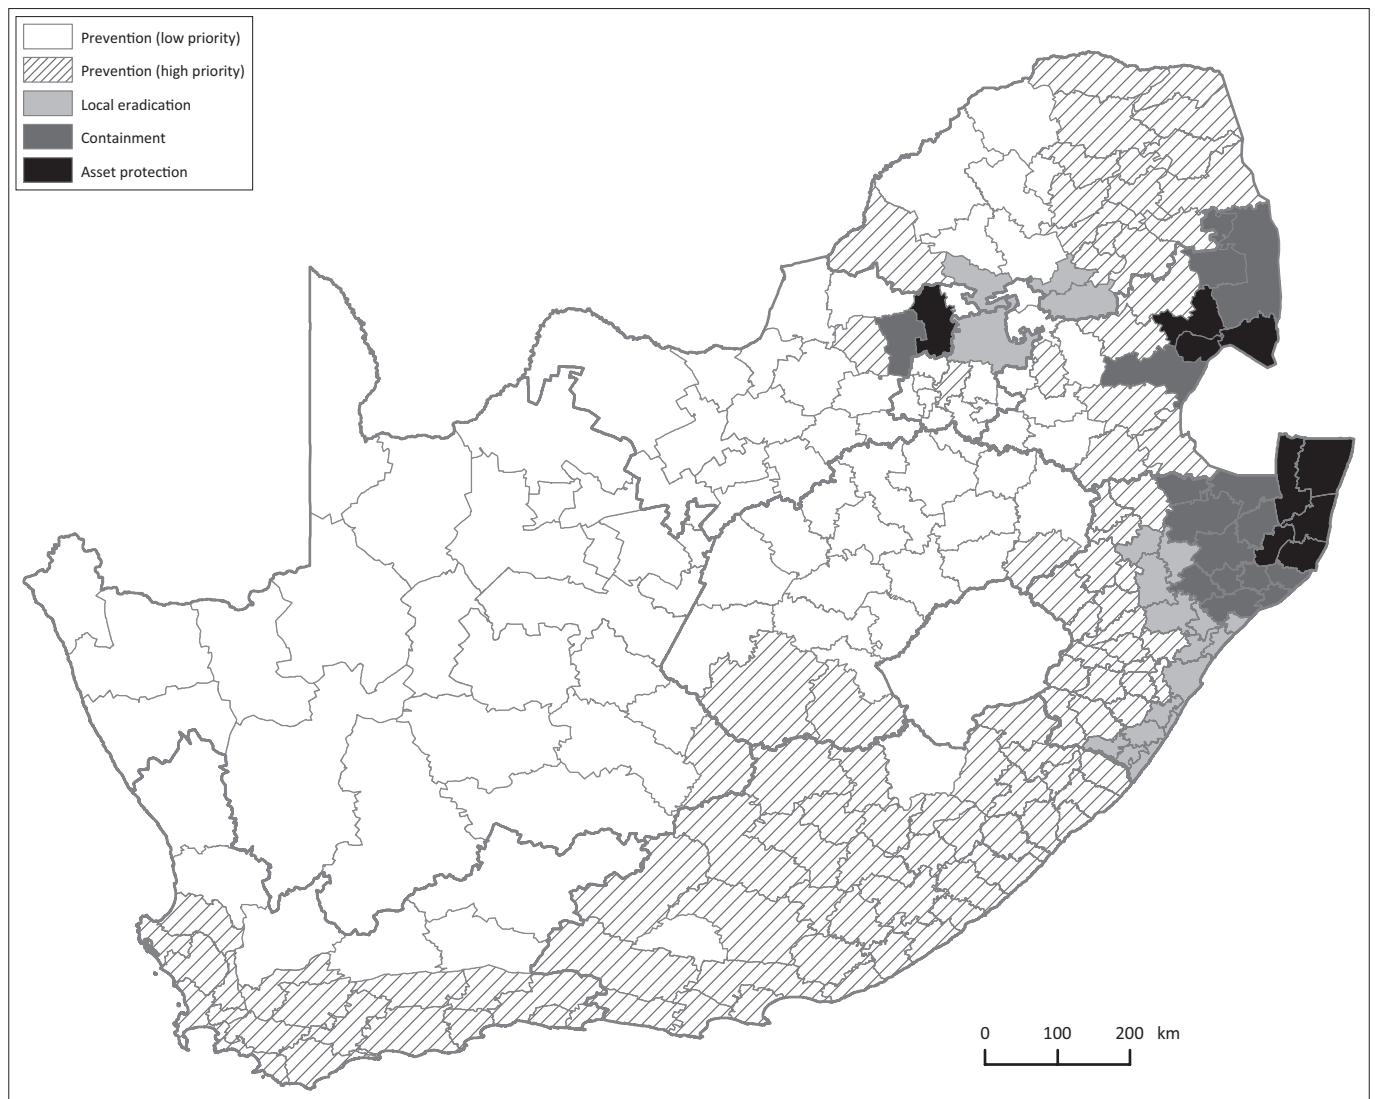 Prevention (low priority)
Prevention (high priority)
Local eradication
Containment
Asset protection
0 100 200 km